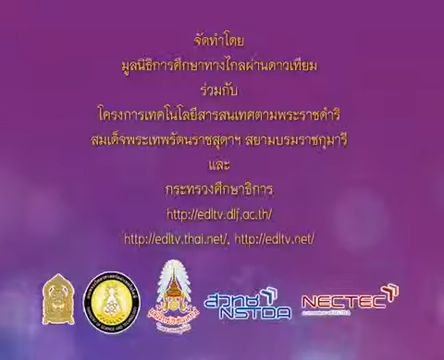 จัดทำโดย
มูลนิธิการศึกษาทางไกลผ่านดาวเทียม
ร่วมกับ
โครงการเทคโนโลยีสารสนเทศตามพระราชดำริ
สมเด็จพระเทพรัตนราชสุดาฯ สยามบรมราชกุมารี
และ
กระทรวงศึกษาธิการ
http://edltv.dlf.ac.th/
http://edltv.thai.net/, http://edltv.net/
สวทช
NSTDA
NECTEC